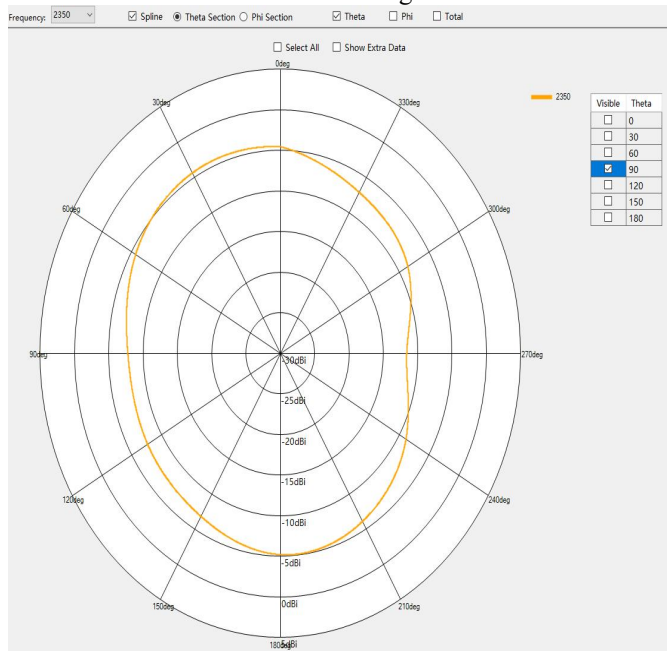 Frequency: 2350 Spline Theta Section Phi Section Theta Phi Total
Select All Show Extra Data
0deg
2350
Visible Theta
30deg
330deg
0
30
60
90
120
150
180
60deg
300deg
90deg
270deg
-30dBi
-25dBi
-20dBi
-15dBi
120deg
240deg
-10dBi
-5dBi
150deg
0dBi
210deg
180deg
5dBi